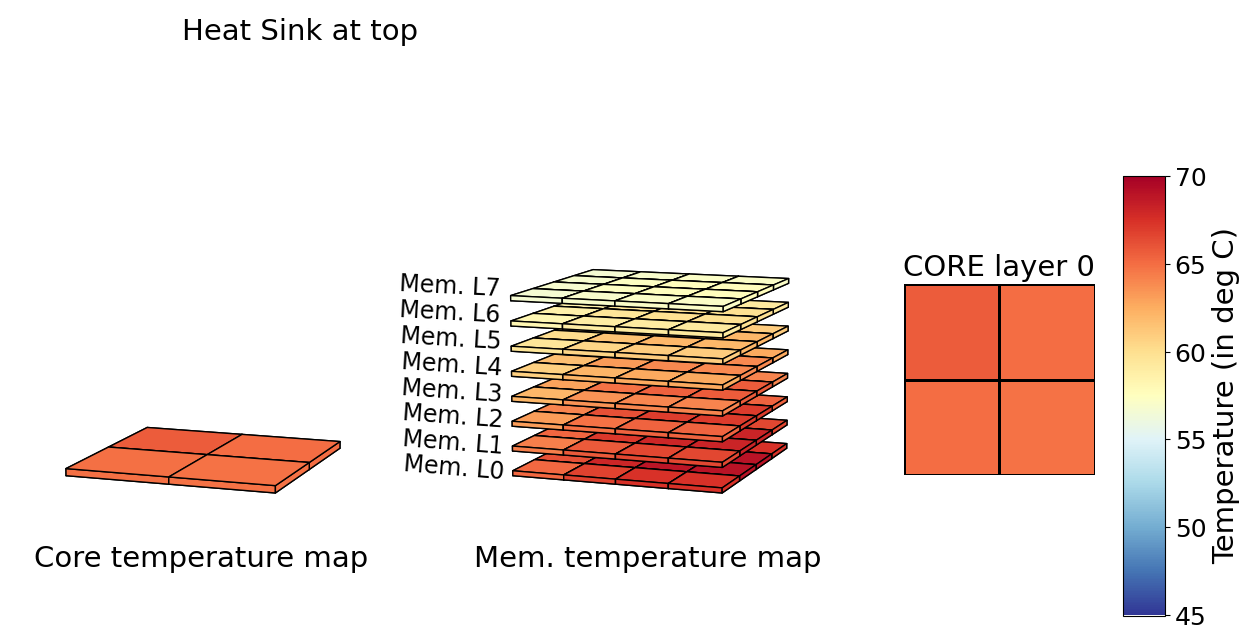 Heat Sink at top
Mem. L7
Mem. L6
Mem. L5
Mem. L4
Mem. L3
Mem. L2
Mem. L1
Mem. L0
Core temperature map
Mem. temperature map
CORE layer 0
70
65
60
55
50
45
Temperature (in deg C)